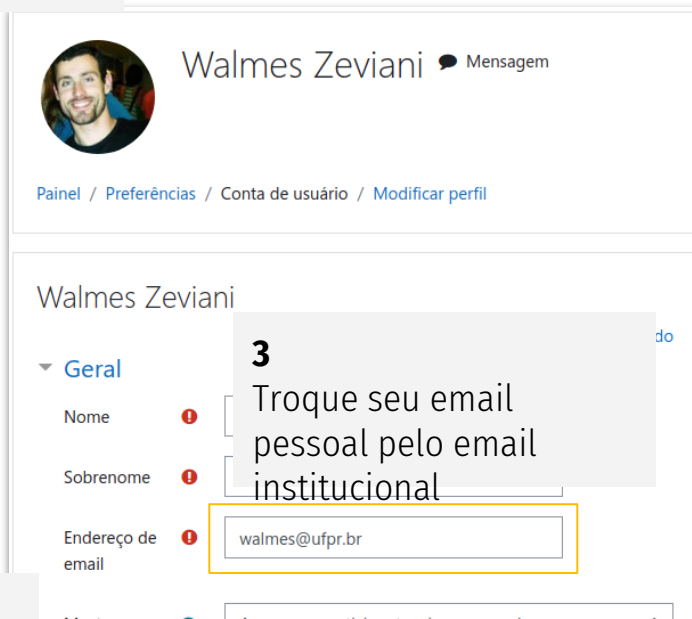 Walmes Zeviani Mensagem
Painel / Preferências / Conta de usuário / Modificar perfil
Walmes Zeviani
do
Geral
3
Troque seu email
pessoal pelo email
institucional
Nome
Sobrenome
Endereço de
email
walmes@ufpr.br